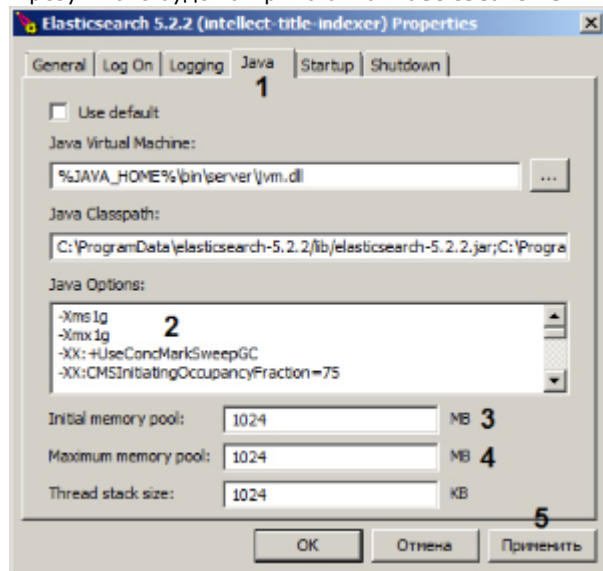 Elasticsearch 5.2.2 (intellect-title-indexer) Properties
General Log On Logging Java Startup Shutdown
1
Use default
Java Virtual Machine:
%JAVA_HOME%\bin\server\jvm.dll ...
Java Classpath:
C:\ProgramData\elasticsearch-5.2.2/lib/elasticsearch-5.2.2.jar;C:\Progra
Java Options:
-Xms1g
-Xmx1g 2
-XX:+UseConcMarkSweepGC
-XX:CMSInitiatingOccupancyFraction=75
Initial memory pool: 1024 MB 3
Maximum memory pool: 1024 MB 4
Thread stack size: 1024 KB
5
OK Отмена Применить